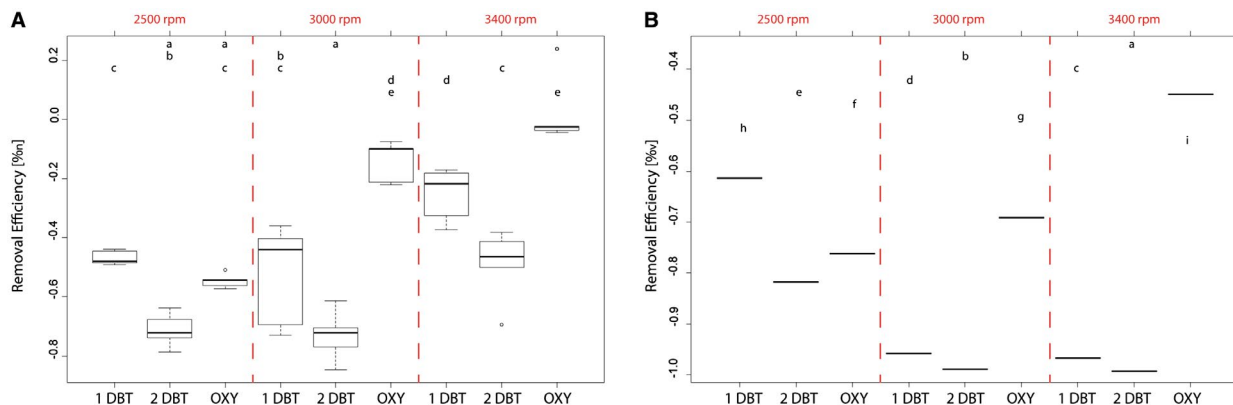 A
2500 rpm
3000 rpm
3400 rpm
a a a
b b
c c c c
d d
e e
0.2
0.0
-0.2
-0.4
-0.6
-0.8
Removal Efficiency [%n]
1 DBT 2 DBT OXY 1 DBT 2 DBT OXY 1 DBT 2 DBT OXY
B
2500 rpm
3000 rpm
3400 rpm
a
b
c
d
e
f
g
h
i
-0.4
-0.5
-0.6
-0.7
-0.8
-0.9
-1.0
Removal Efficiency [%v]
1 DBT 2 DBT OXY 1 DBT 2 DBT OXY 1 DBT 2 DBT OXY